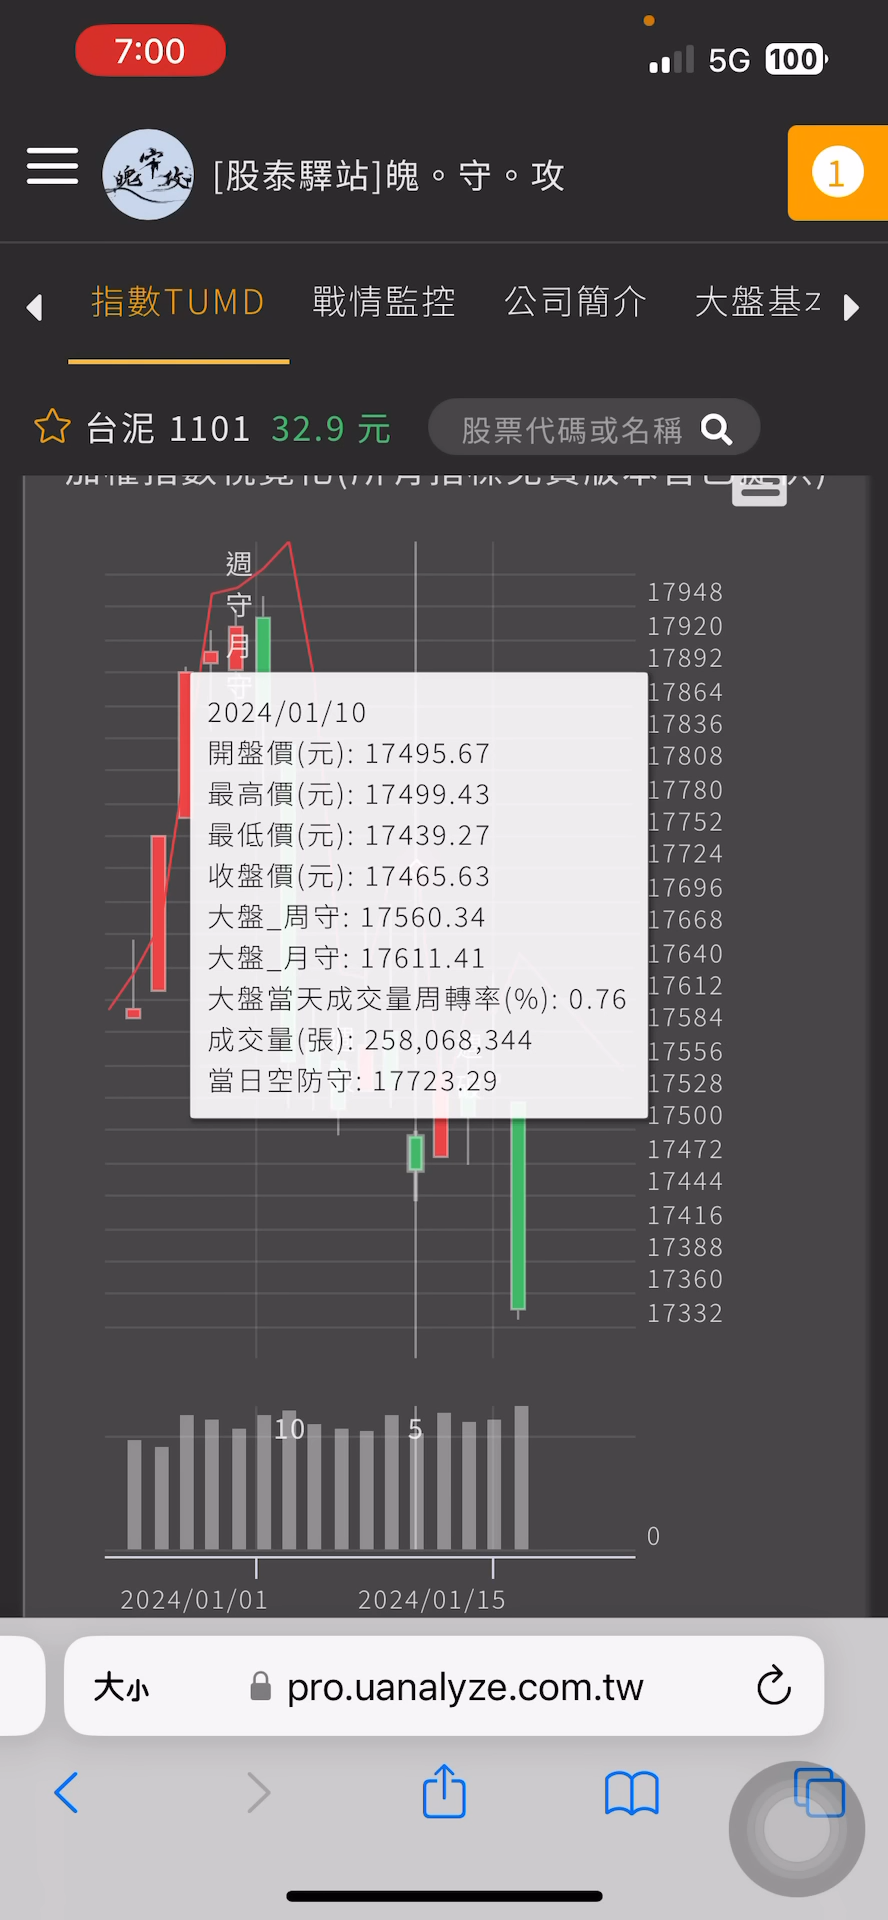 7:00
5G 100
魄守攻
[股泰驛站]魄。守。攻
1
指數TUMD 戰情監控 公司簡介 大盤基
台泥 1101 32.9 元 股票代碼或名稱
週
守
月
守
17948
17920
17892
17864
17836
17808
17780
17752
17724
17696
17668
17640
17612
17584
17556
17528
17500
17472
17444
17416
17388
17360
17332
2024/01/10
開盤價(元): 17495.67
最高價(元): 17499.43
最低價(元): 17439.27
收盤價(元): 17465.63
大盤_周守: 17560.34
大盤_月守: 17611.41
大盤當天成交量周轉率(%): 0.76
成交量(張): 258,068,344
當日空防守: 17723.29
10 5
0
2024/01/01 2024/01/15
大小 pro.uanalyze.com.tw